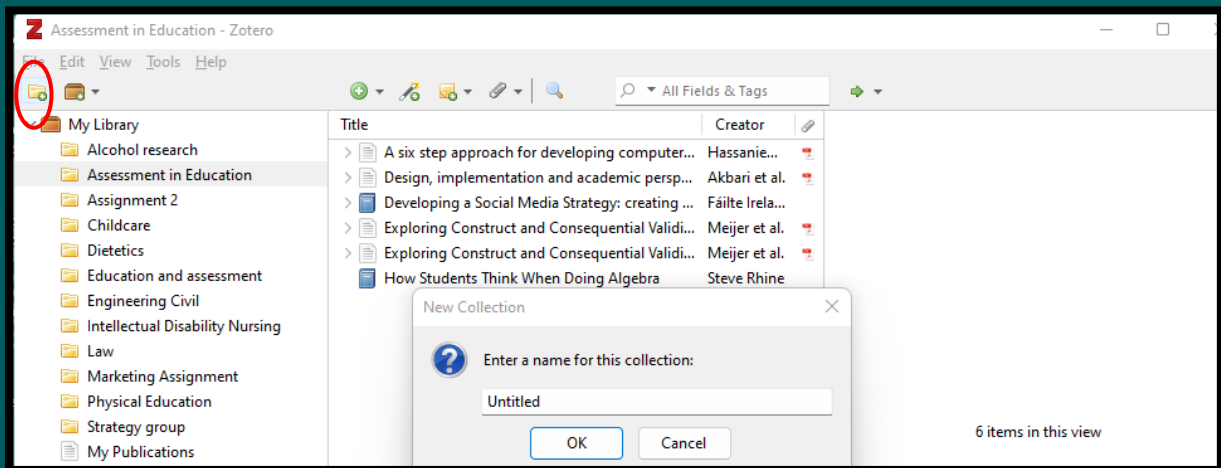 Assessment in Education - Zotero
File Edit View Tools Help
All Fields & Tags
My Library
Alcohol research
Assessment in Education
Assignment 2
Childcare
Dietetics
Education and assessment
Engineering Civil
Intellectual Disability Nursing
Law
Marketing Assignment
Physical Education
Strategy group
My Publications
Title Creator
A six step approach for developing computer... Hassanie...
Design, implementation and academic persp... Akbari et al.
Developing a Social Media Strategy: creating ... Fáilte Irela...
Exploring Construct and Consequential Validi... Meijer et al.
Exploring Construct and Consequential Validi... Meijer et al.
How Students Think When Doing Algebra Steve Rhine
New Collection
Enter a name for this collection:
Untitled
OK Cancel
6 items in this view